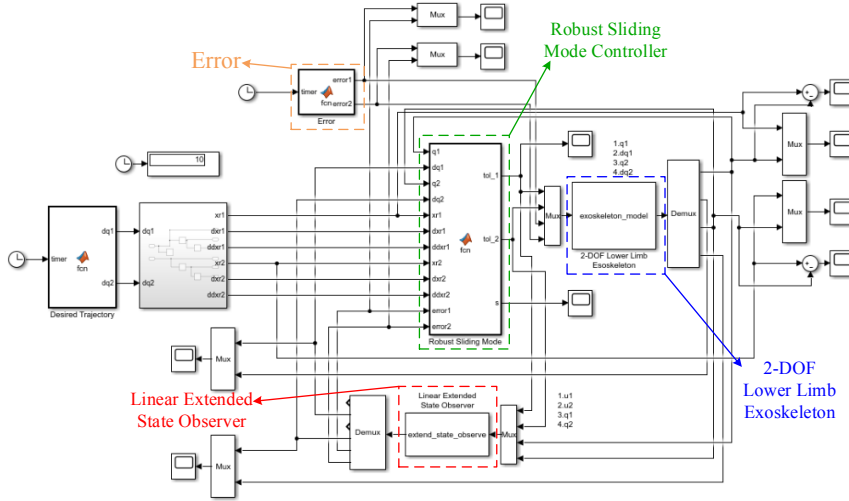 Mux
Mux
Robust Sliding
Mode Controller
Error
timer
fcn
error1
error2
Error
10
q1
dq1
q2
dq2
xr1
dxr1
ddxr1
xr2
dxr2
ddxr2
error1
error2
fcn
tol_1
tol_2
s
Robust Sliding Mode
1.q1
2.dq1
3.q2
4.dq2
Mux
exoskeleton_model
2-DOF Lower Limb
Esoskeleton
Demux
Mux
Mux
timer
fcn
dq1
dq2
Desired Trajectory
dq1
dq2
xr1
dxr1
ddxr1
xr2
dxr2
ddxr2
Mux
Mux
Linear Extended
State Observer
Demux
Linear Extended
State Observer
extend_state_observe
Mux
1.u1
2.u2
3.q1
4.q2
2-DOF
Lower Limb
Exoskeleton